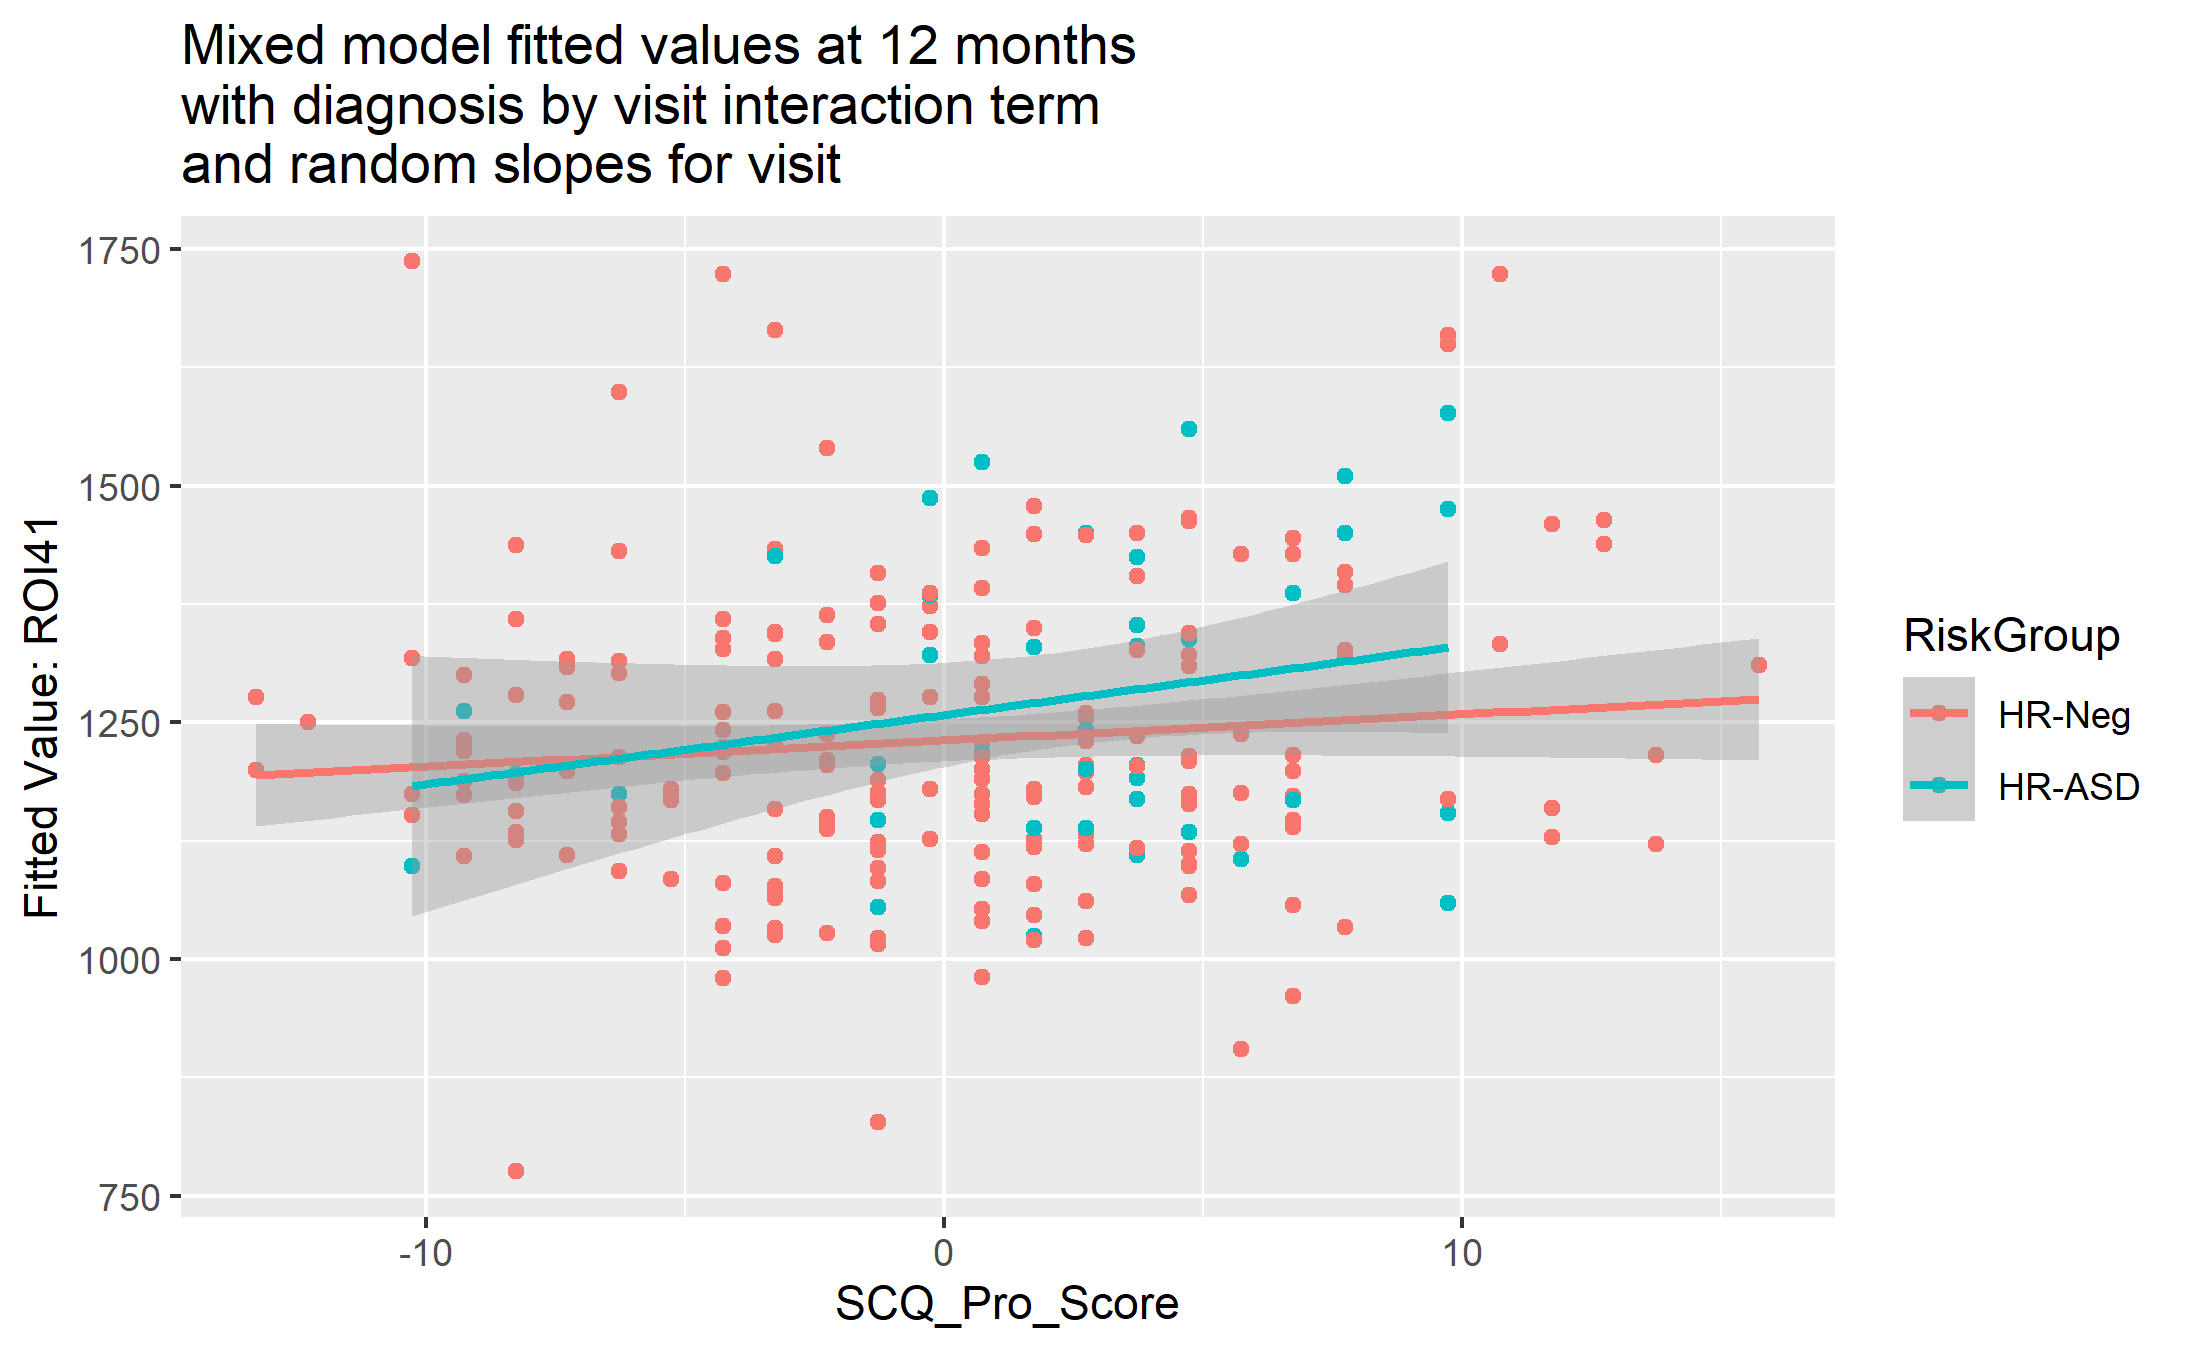 Mixed model fitted values at 12 months
with diagnosis by visit interaction term
and random slopes for visit
Fitted Value: ROI41
1750
1500
1250
1000
750
-10
0
10
SCQ_Pro_Score
RiskGroup
HR-Neg
HR-ASD